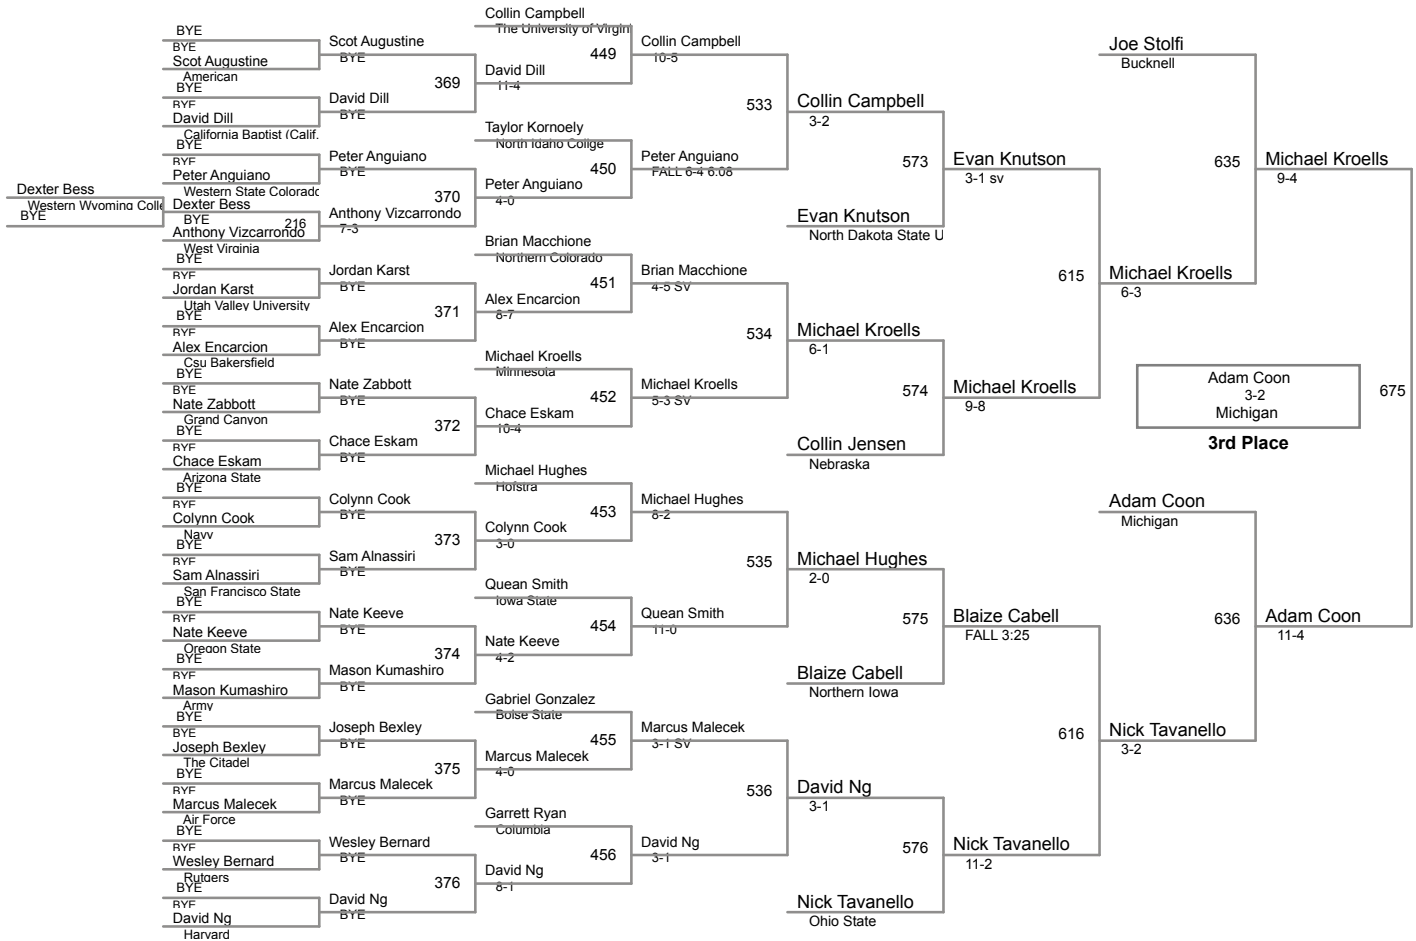 Dexter Bess
Western Wyoming Colle
BYE
BYE
BYE
Scot Augustine
American
BYE
BYE
David Dill
California Baptist (Calif.
BYE
BYE
Peter Anguiano
Western State Colorado
Dexter Bess
BYE
216
Anthony Vizcarrondo
West Virginia
BYE
BYE
Jordan Karst
Utah Valley University
BYE
BYE
Alex Encarcion
Csu Bakersfield
BYE
BYE
Nate Zabbott
Grand Canyon
BYE
BYE
Chace Eskam
Arizona State
BYE
BYE
Colynn Cook
Navy
BYE
BYE
Sam Alnassiri
San Francisco State
BYE
BYE
Nate Keeve
Oregon State
BYE
BYE
Mason Kumashiro
Army
BYE
BYE
Joseph Bexley
The Citadel
BYE
BYE
Marcus Malecek
Air Force
BYE
BYE
Wesley Bernard
Rutgers
BYE
BYE
David Ng
Harvard
Scot Augustine
BYE
369
David Dill
BYE
Peter Anguiano
BYE
370
Anthony Vizcarrondo
7-3
Jordan Karst
BYE
371
Alex Encarcion
BYE
Nate Zabbott
BYE
372
Chace Eskam
BYE
Colynn Cook
BYE
373
Sam Alnassiri
BYE
Nate Keeve
BYE
374
Mason Kumashiro
BYE
Joseph Bexley
BYE
375
Marcus Malecek
BYE
Wesley Bernard
BYE
376
David Ng
BYE
Collin Campbell
The University of Virgini
449
David Dill
11-4
Taylor Kornoely
North Idaho Collge
450
Peter Anguiano
4-0
Brian Macchione
Northern Colorado
451
Alex Encarcion
8-7
Michael Kroells
Minnesota
452
Chace Eskam
10-4
Michael Hughes
Hofstra
453
Colynn Cook
3-0
Quean Smith
Iowa State
454
Nate Keeve
4-2
Gabriel Gonzalez
Boise State
455
Marcus Malecek
4-0
Garrett Ryan
Columbia
456
David Ng
8-1
Collin Campbell
10-5
533
Peter Anguiano
FALL 6-4 6:08
Brian Macchione
4-5 SV
534
Michael Kroells
5-3 SV
Michael Hughes
8-2
535
Quean Smith
11-0
Marcus Malecek
3-1 SV
536
David Ng
3-1
Collin Campbell
3-2
573
Evan Knutson
North Dakota State U
Michael Kroells
6-1
574
Collin Jensen
Nebraska
Michael Hughes
2-0
575
Blaize Cabell
Northern Iowa
David Ng
3-1
576
Nick Tavanello
Ohio State
Evan Knutson
3-1 sv
615
Michael Kroells
9-8
Blaize Cabell
FALL 3:25
616
Nick Tavanello
11-2
Joe Stolfi
Bucknell
635
Michael Kroells
6-3
Adam Coon
3-2
Michigan
3rd Place
Adam Coon
Michigan
636
Nick Tavanello
3-2
Michael Kroells
9-4
675
Adam Coon
11-4